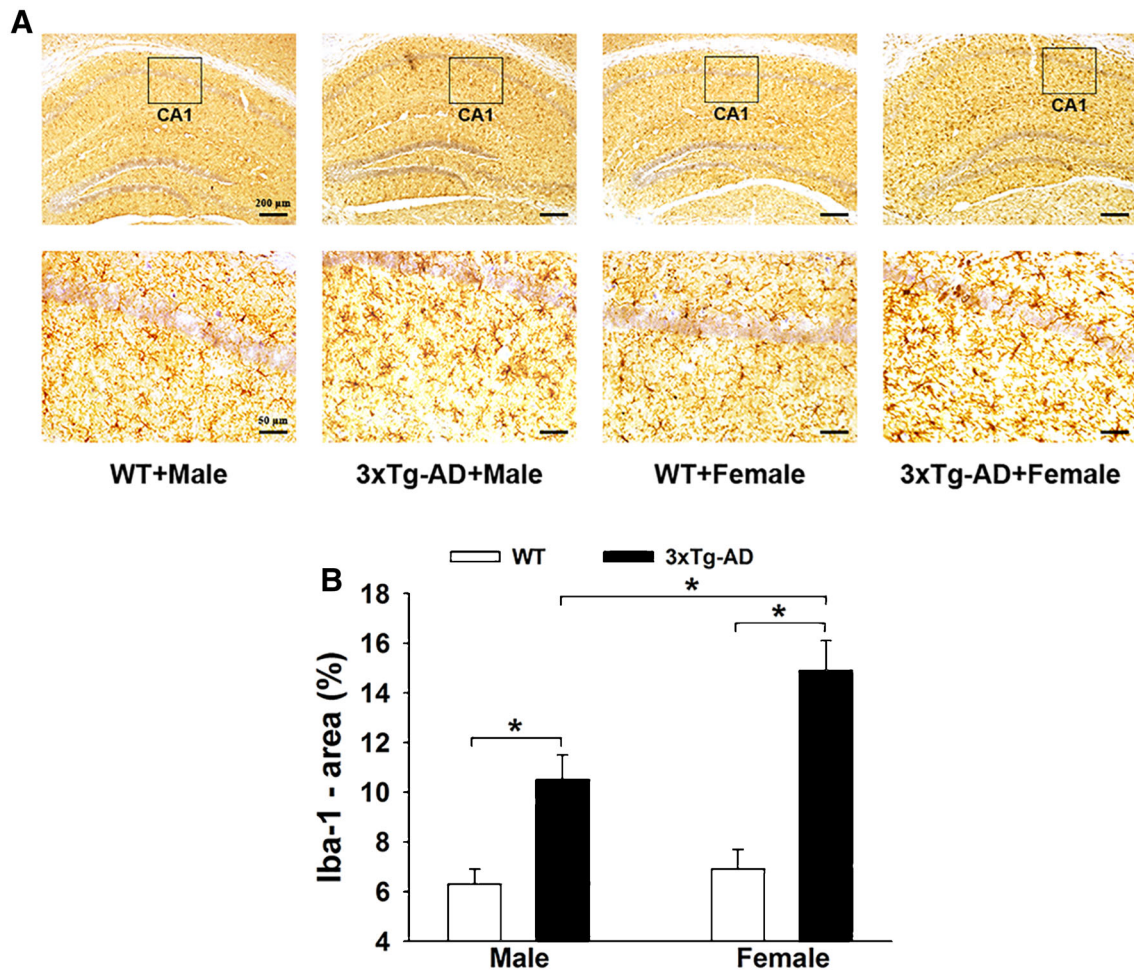 A
CA1 CA1 CA1 CA1
200 µm
50 µm
WT+Male 3xTg-AD+Male WT+Female 3xTg-AD+Female
B
WT 3xTg-AD
Iba-1 - area (%)
18
16
14
12
10
8
6
4
* * *
Male Female